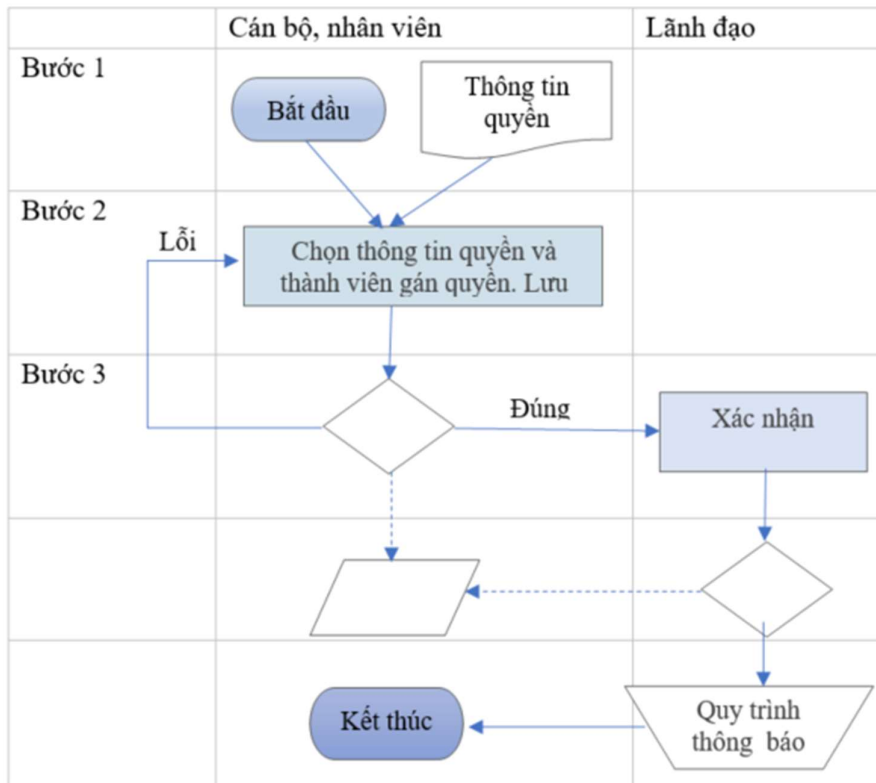 Cán bộ, nhân viên
Lãnh đạo
Bước 1
Bắt đầu
Thông tin
quyền
Bước 2
Lỗi
Chọn thông tin quyền và
thành viên gán quyền. Lưu
Bước 3
Đúng
Xác nhận
Kết thúc
Quy trình
thông báo